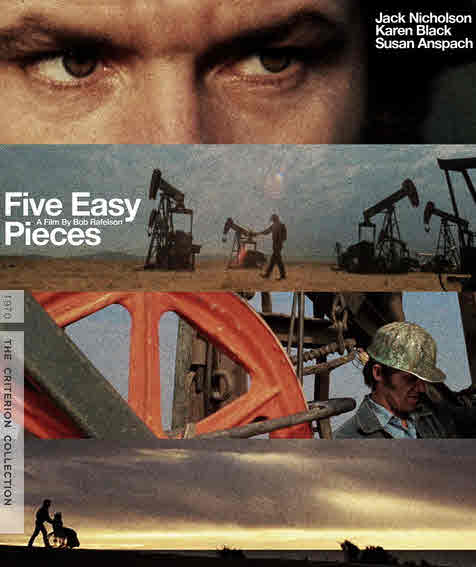 Jack Nicholson
Karen Black
Susan Anspach
Five Easy
A Film By Bob Rafelson
Pieces
1970
THE CRITERION COLLECTION